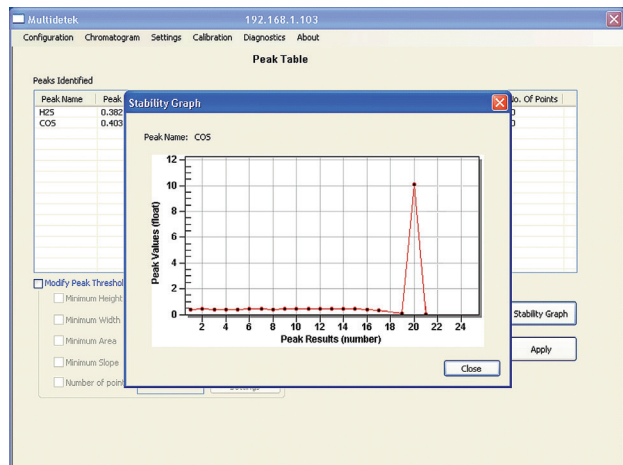 Multidetek 192.168.1.103
Configuration Chromatogram Settings Calibration Diagnostics About
Peak Table
Peaks Identified
Peak Name Peak No. Of Points
H2S 0.382
COS 0.403
Stability Graph
Peak Name: COS
Peak Values (float)
12
10
8
6
4
2
0
2 4 6 8 10 12 14 16 18 20 22 24
Peak Results (number)
Close
Modify Peak Threshol
Minimum Height
Minimum Width
Minimum Area
Minimum Slope
Number of point
Stability Graph
Apply